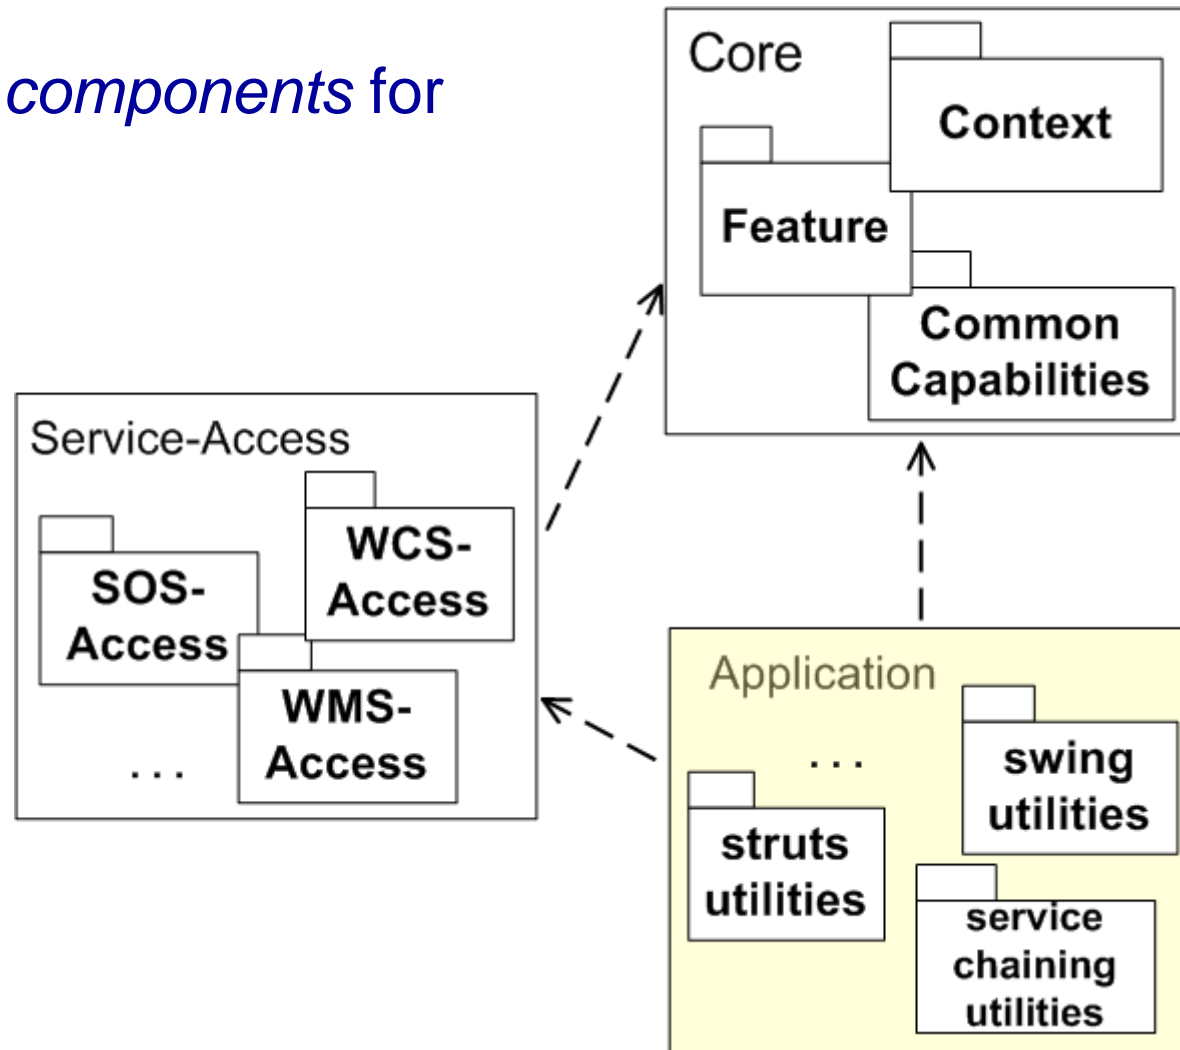 components for
Core
Context
Feature
Common
Capabilities
Service-Access
WCS-
Access
SOS-
Access
WMS-
Access
...
Application
...
swing
utilities
struts
utilities
service
chaining
utilities